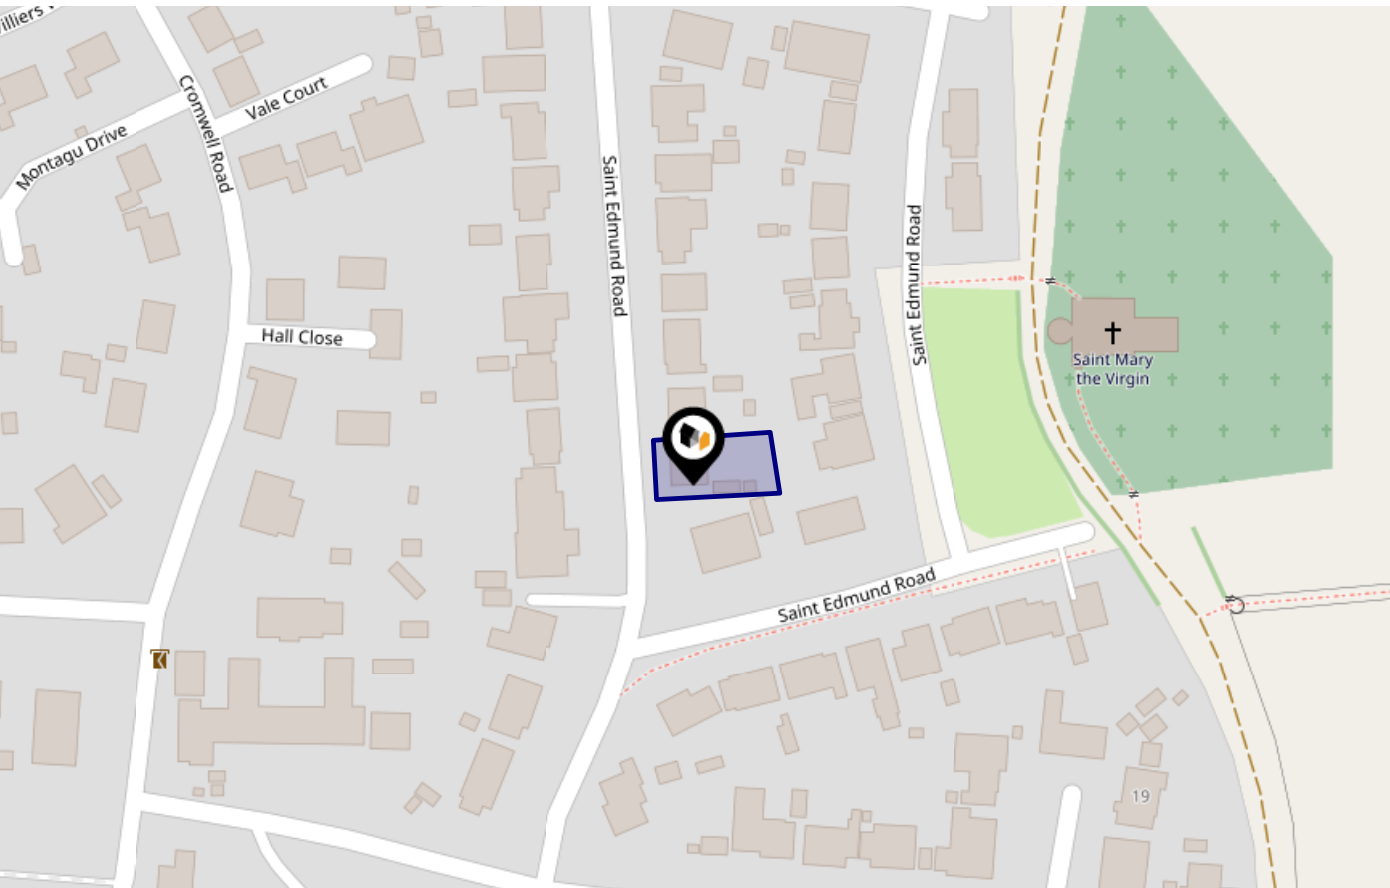 Cromwell Road
Vale Court
Montagu Drive
Saint Edmund Road
Saint Edmund Road
Hall Close
Saint Mary
the Virgin
Saint Edmund Road
19